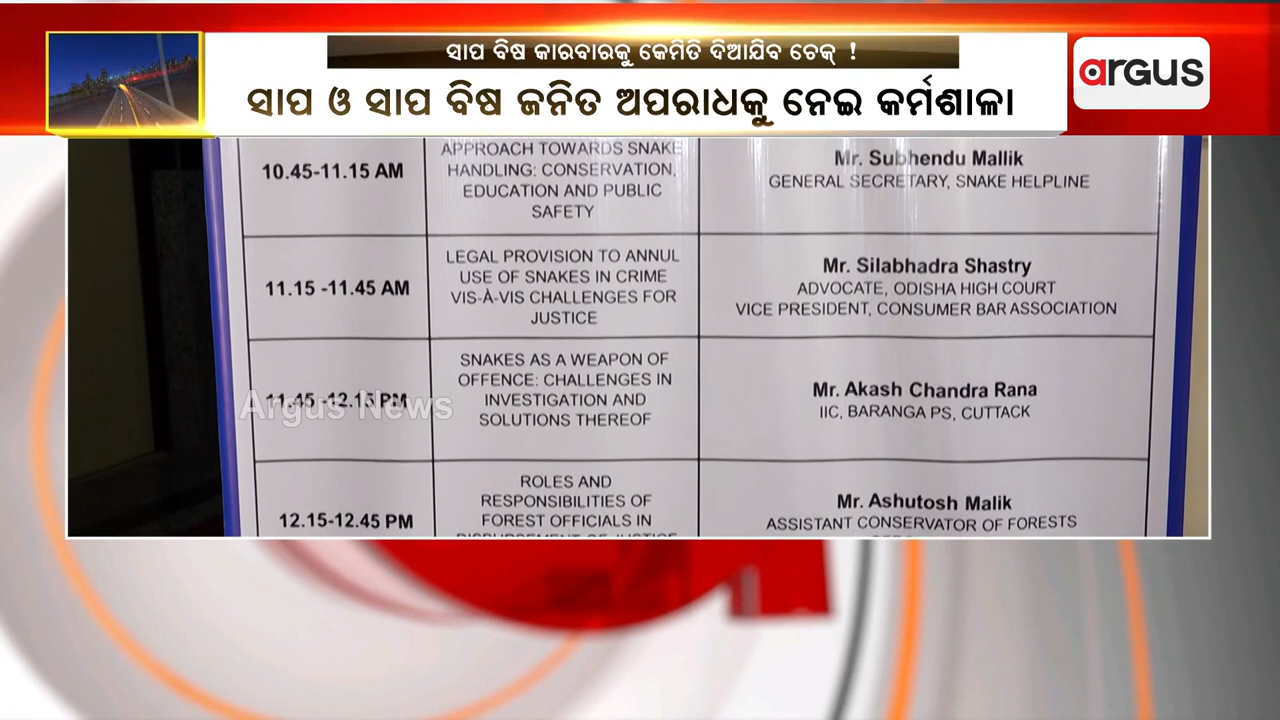 ସାପ ବିଷ କାରବାରକୁ କେମିତି ଦିଆଯିବ ଚେକ୍ !
ସାପ ଓ ସାପ ବିଷ ଜନିତ ଅପରାଧକୁ ନେଇ କର୍ମଶାଳା
argus
10.45-11.15 AM
APPROACH TOWARDS SNAKE
HANDLING: CONSERVATION,
EDUCATION AND PUBLIC
SAFETY
Mr. Subhendu Mallik
GENERAL SECRETARY, SNAKE HELPLINE
11.15 -11.45 AM
LEGAL PROVISION TO ANNUL
USE OF SNAKES IN CRIME
VIS-À-VIS CHALLENGES FOR
JUSTICE
Mr. Silabhadra Shastry
ADVOCATE, ODISHA HIGH COURT
VICE PRESIDENT, CONSUMER BAR ASSOCIATION
11.45 -12.15 PM
SNAKES AS A WEAPON OF
OFFENCE: CHALLENGES IN
INVESTIGATION AND
SOLUTIONS THEREOF
Mr. Akash Chandra Rana
IIC, BARANGA PS, CUTTACK
Argus News
12.15-12.45 PM
ROLES AND
RESPONSIBILITIES OF
FOREST OFFICIALS IN
DISBURSEMENT OF JUSTICE
Mr. Ashutosh Malik
ASSISTANT CONSERVATOR OF FORESTS